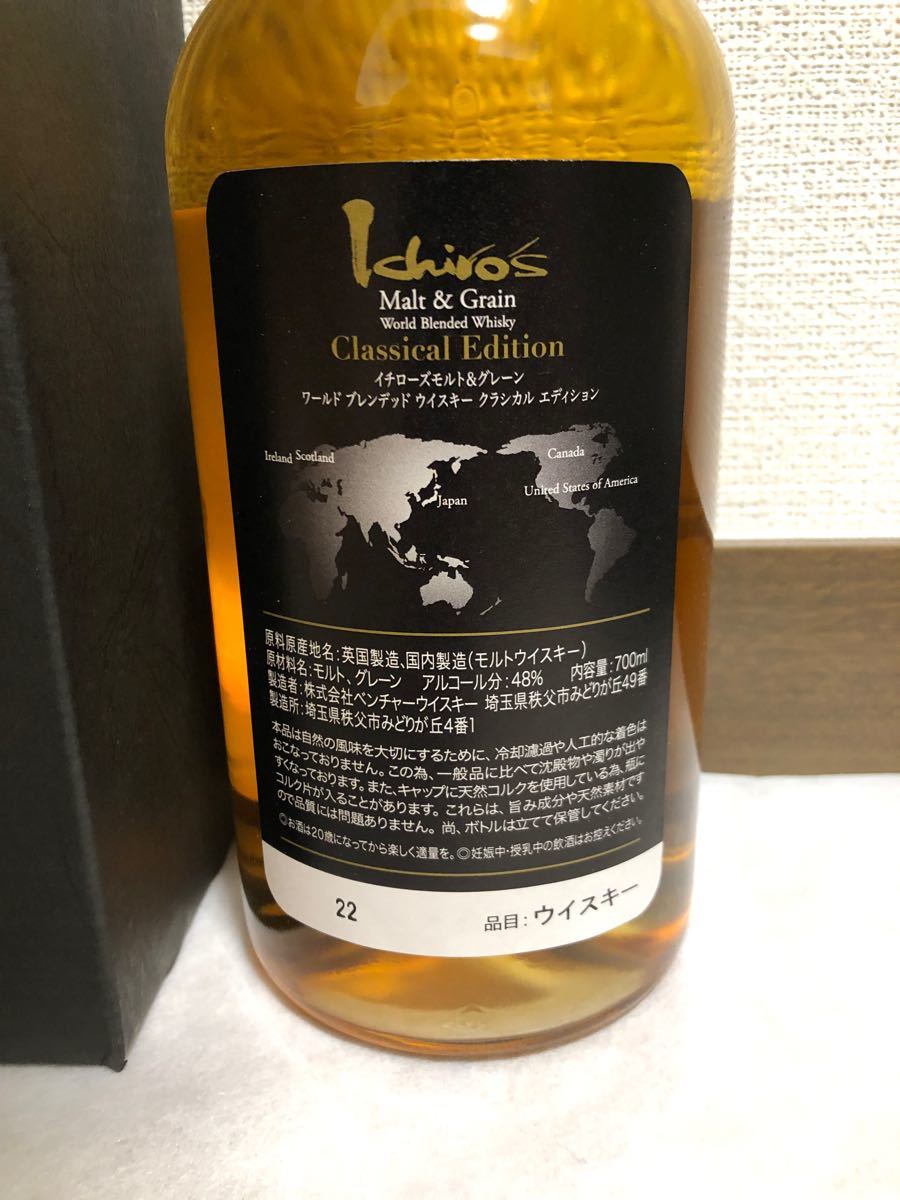 Ichiro's
Malt & Grain
World Blended Whisky
Classical Edition
イチローズモルト&グレーン
ワールド ブレンデッド ウイスキー クラシカル エディション
Ireland Scotland
Canada
Japan
United States of America
原料原産地名:英国製造、国内製造(モルトウイスキー)
原材料名:モルト、グレーン アルコール分:48% 内容量:700ml
製造者:株式会社ベンチャーウイスキー 埼玉県秩父市みどりが丘49番
製造所:埼玉県秩父市みどりが丘4番1
本品は自然の風味を大切にするために、冷却濾過や人工的な着色は
おこなっておりません。この為、一般品に比べて沈殿物や濁りが出や
すくなっております。また、キャップに天然コルクを使用している為、瓶に
コルク片が入ることがあります。これらは、旨み成分や天然素材です
ので品質には問題ありません。尚、ボトルは立てて保管してください。
◎お酒は20歳になってから楽しく適量を。◎妊娠中・授乳中の飲酒はお控えください。
22
品目:ウイスキー